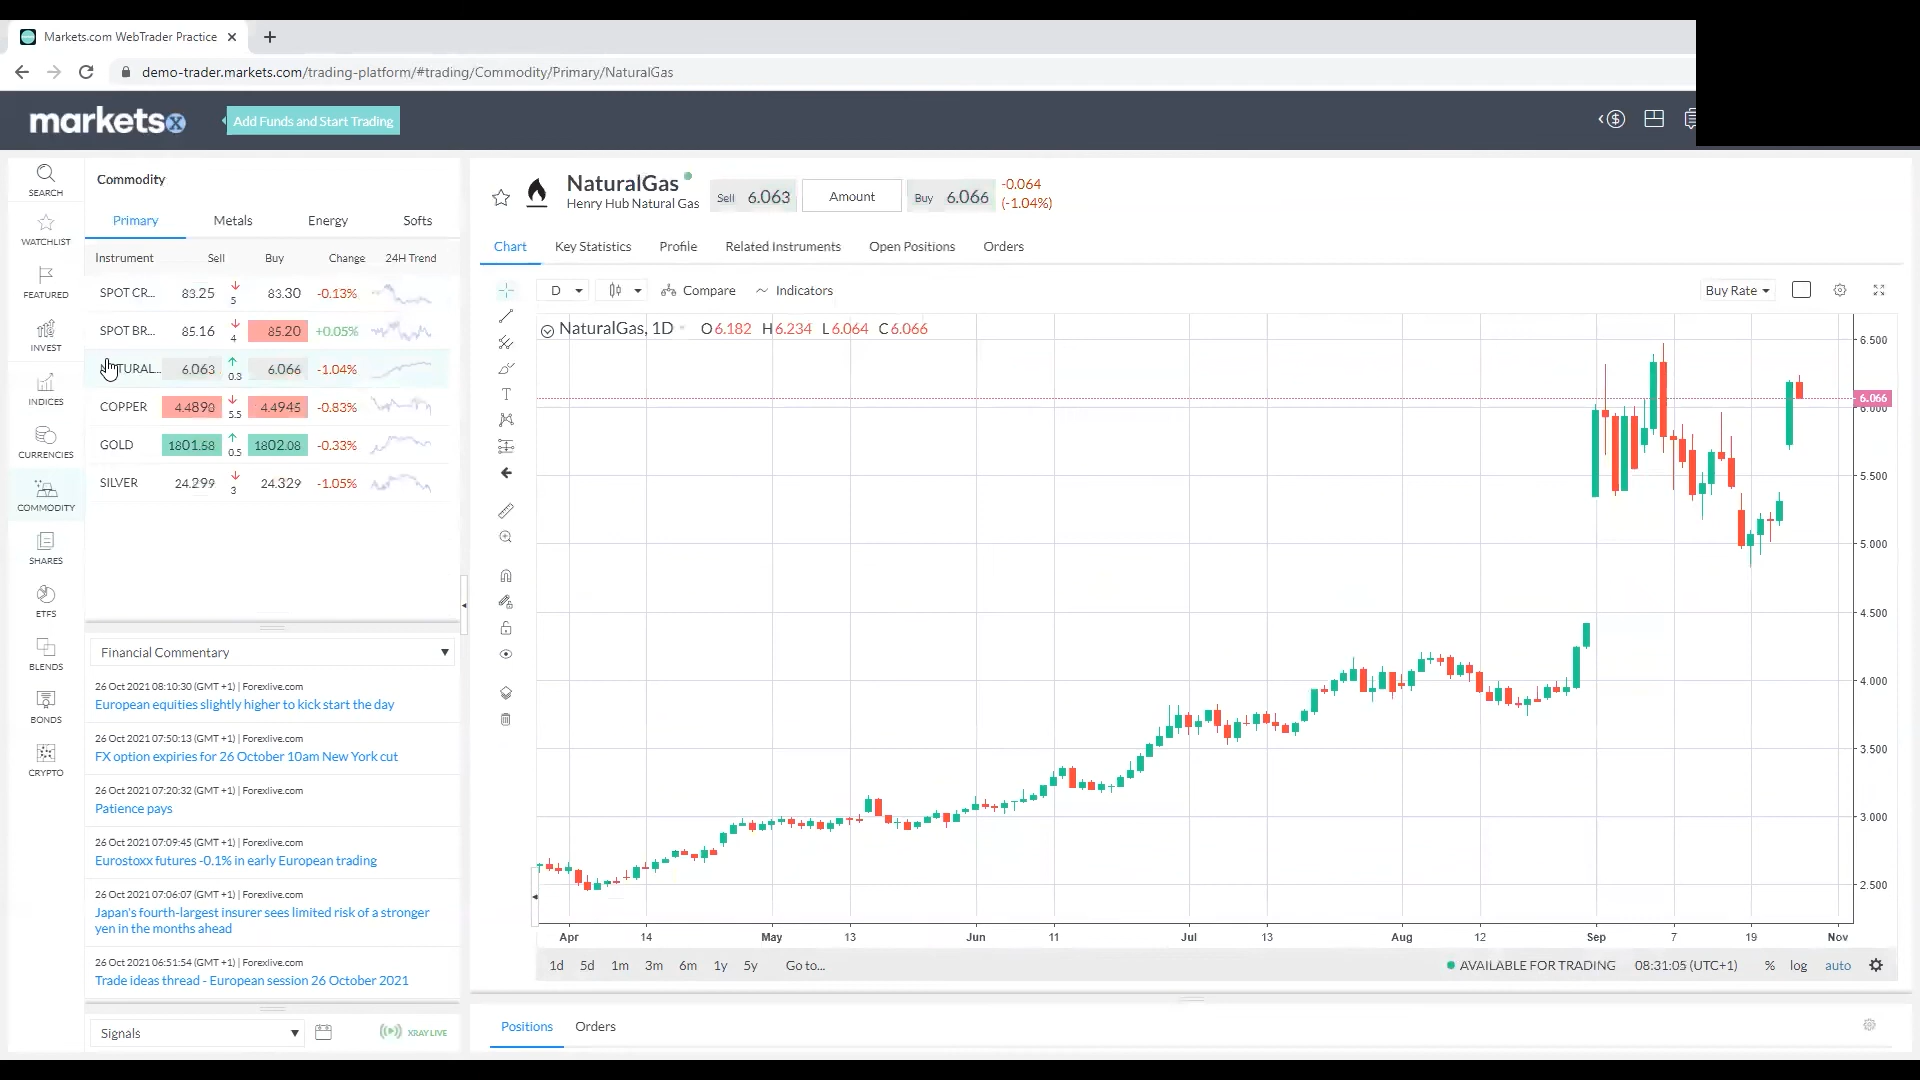 Markets.com WebTrader Practice
demo-trader.markets.com/trading-platform/#trading/Commodity/Primary/NaturalGas
marketsx
Add Funds and Start Trading
SEARCH
WATCHLIST
FEATURED
INVEST
INDICES
CURRENCIES
COMMODITY
SHARES
ETFS
BLENDS
BONDS
CRYPTO
Commodity
Primary Metals Energy Softs
Instrument Sell Buy Change 24H Trend
SPOT CR... 83.25 5 83.30 -0.13%
SPOT BR... 85.16 4 85.20 +0.05%
6.063 0.3 6.066 -1.04%
COPPER 4.4890 5.5 4.4945 -0.83%
GOLD 1801.58 0.5 1802.08 -0.33%
SILVER 24.299 3 24.329 -1.05%
Financial Commentary
26 Oct 2021 08:10:30 (GMT +1) | Forexlive.com
European equities slightly higher to kick start the day
26 Oct 2021 07:50:13 (GMT +1) | Forexlive.com
FX option expiries for 26 October 10am New York cut
26 Oct 2021 07:20:32 (GMT +1) | Forexlive.com
Patience pays
26 Oct 2021 07:09:45 (GMT +1) | Forexlive.com
Eurostoxx futures -0.1% in early European trading
26 Oct 2021 07:06:07 (GMT +1) | Forexlive.com
Japan's fourth-largest insurer sees limited risk of a stronger
yen in the months ahead
26 Oct 2021 06:51:54 (GMT +1) | Forexlive.com
Trade ideas thread - European session 26 October 2021
Signals XRAY LIVE
NaturalGas
Henry Hub Natural Gas
Sell 6.063 Amount Buy 6.066
-0.064
(-1.04%)
Chart Key Statistics Profile Related Instruments Open Positions Orders
D Compare Indicators Buy Rate
NaturalGas, 1D O6.182 H6.234 L6.064 C6.066
6.500
6.066
6.000
5.500
5.000
4.500
4.000
3.500
3.000
2.500
Apr 14 May 13 Jun 11 Jul 13 Aug 12 Sep 7 19 Nov
1d 5d 1m 3m 6m 1y 5y Go to... AVAILABLE FOR TRADING 08:31:05 (UTC+1) % log auto
Positions Orders